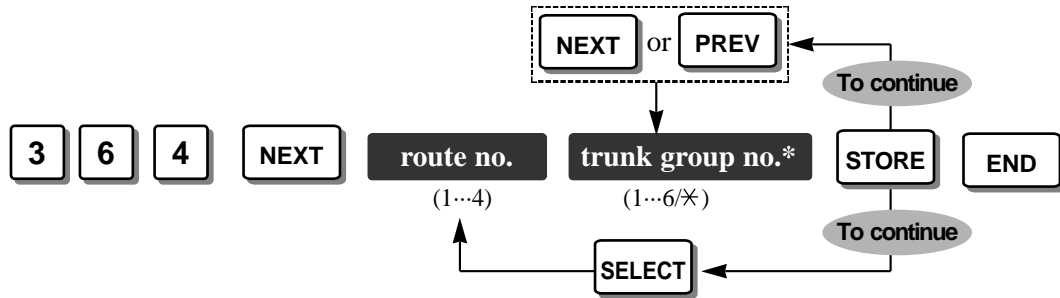 NEXT or PREV
To continue
3 6 4 NEXT route no. trunk group no.* STORE END
(1···4) (1···6/✳)
To continue
SELECT